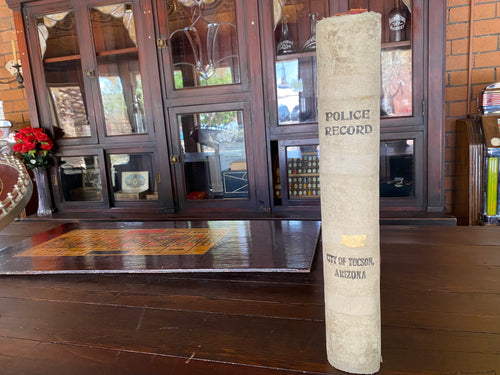 POLICE
RECORD
CITY OF TUCSON,
ARIZONA